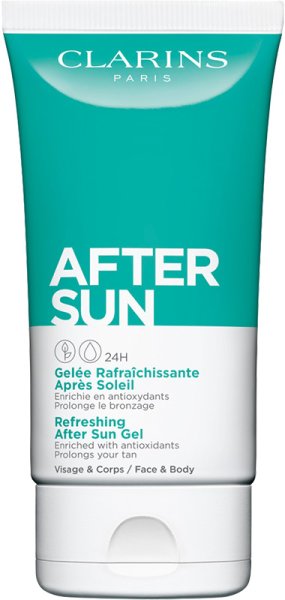 CLARINS
PARIS
AFTER
SUN
24H
Gelée Rafraîchissante
Après Soleil
Enrichie en antioxydants
Prolonge le bronzage
Refreshing
After Sun Gel
Enriched with antioxidants
Prolongs your tan
Visage & Corps / Face & Body